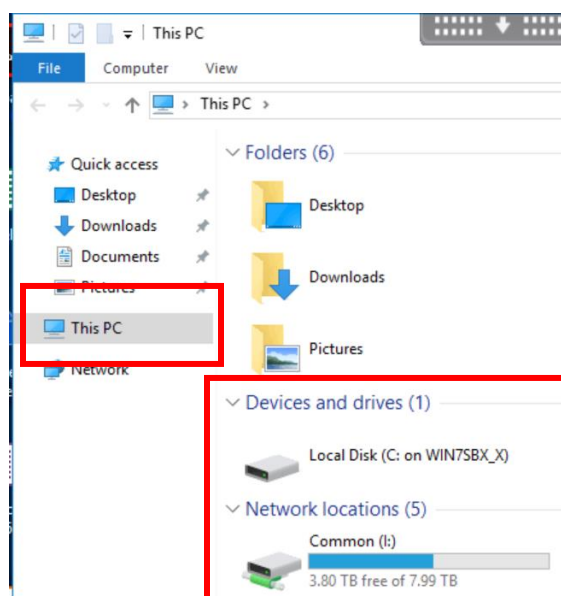 This PC
File Computer View
This PC
Quick access
Desktop
Downloads
Documents
Pictures
This PC
Network
Folders (6)
Desktop
Downloads
Pictures
Devices and drives (1)
Local Disk (C: on WIN7SBX_X)
Network locations (5)
Common (I:)
3.80 TB free of 7.99 TB